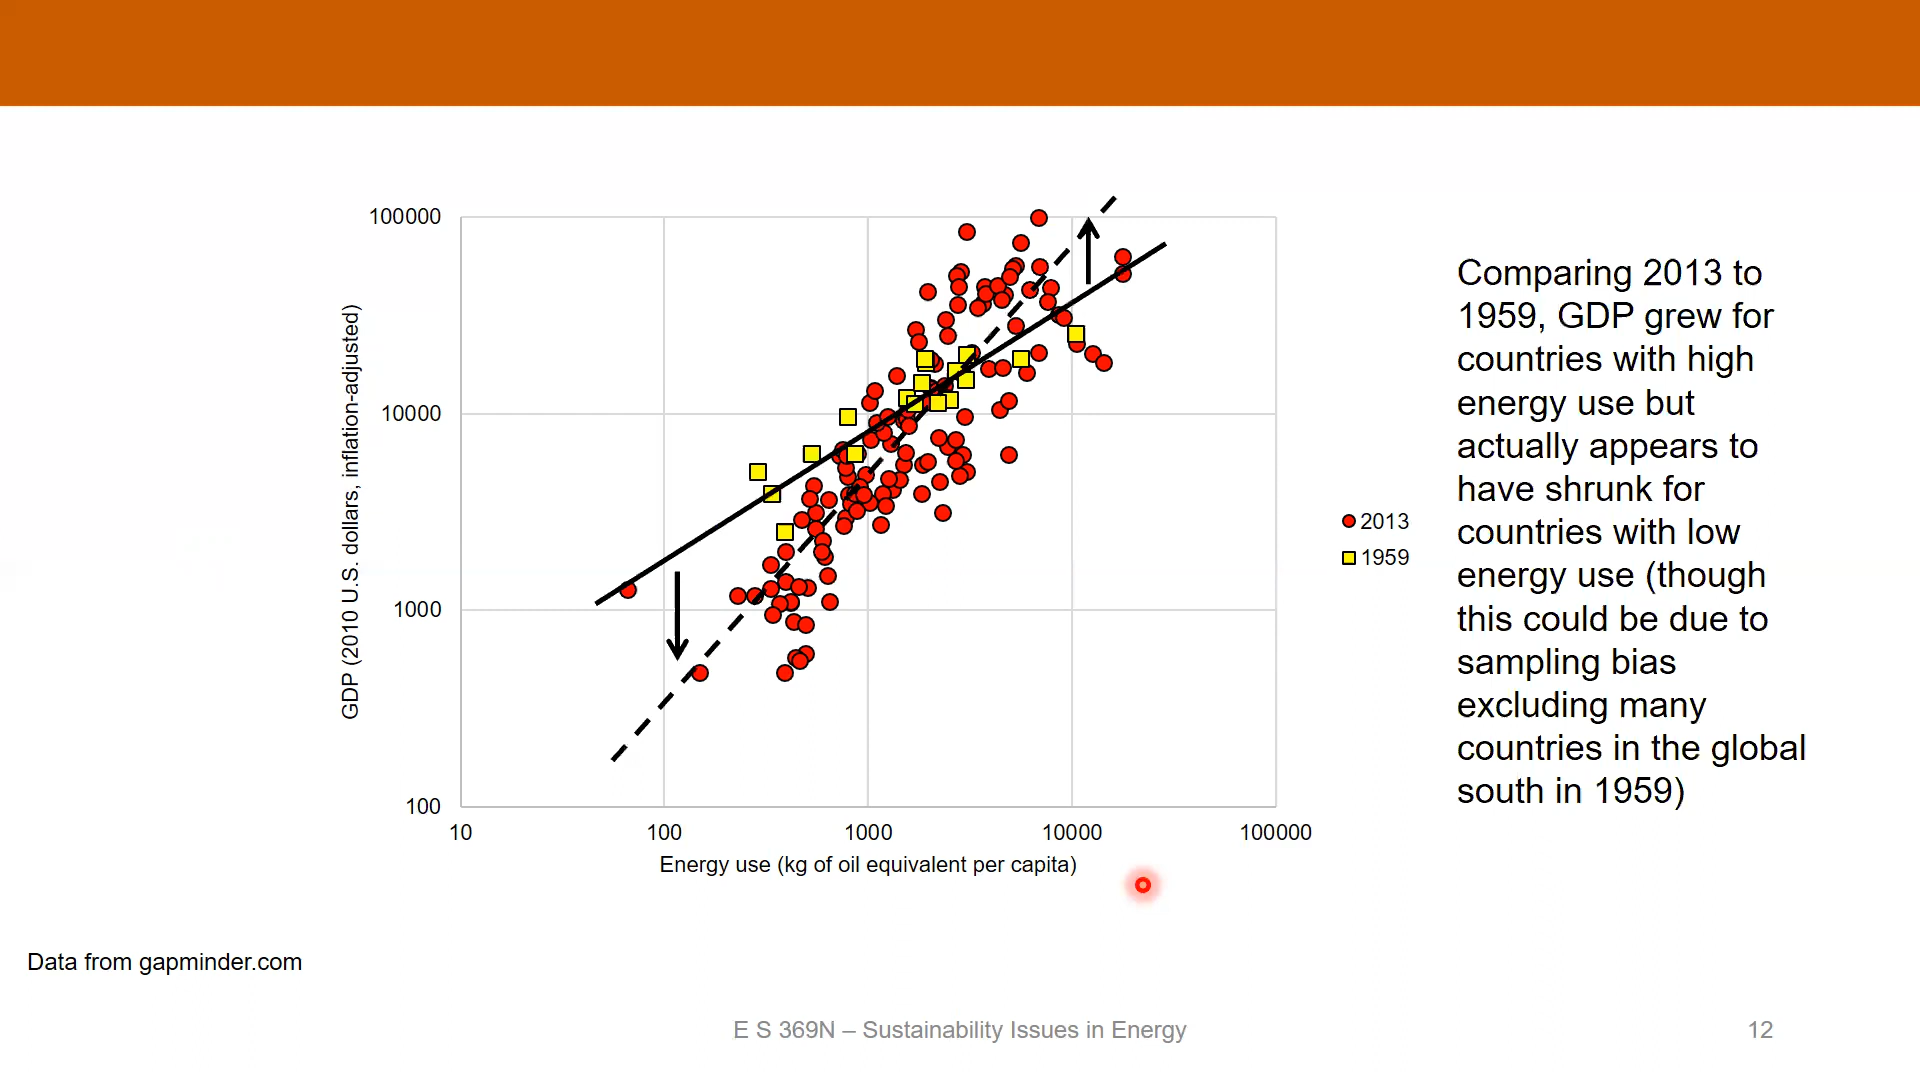 100000
10000
1000
100
10
100
1000
10000
100000
GDP (2010 U.S. dollars, inflation-adjusted)
Energy use (kg of oil equivalent per capita)
2013
1959
Comparing 2013 to
1959, GDP grew for
countries with high
energy use but
actually appears to
have shrunk for
countries with low
energy use (though
this could be due to
sampling bias
excluding many
countries in the global
south in 1959)
Data from gapminder.com
E S 369N – Sustainability Issues in Energy
12